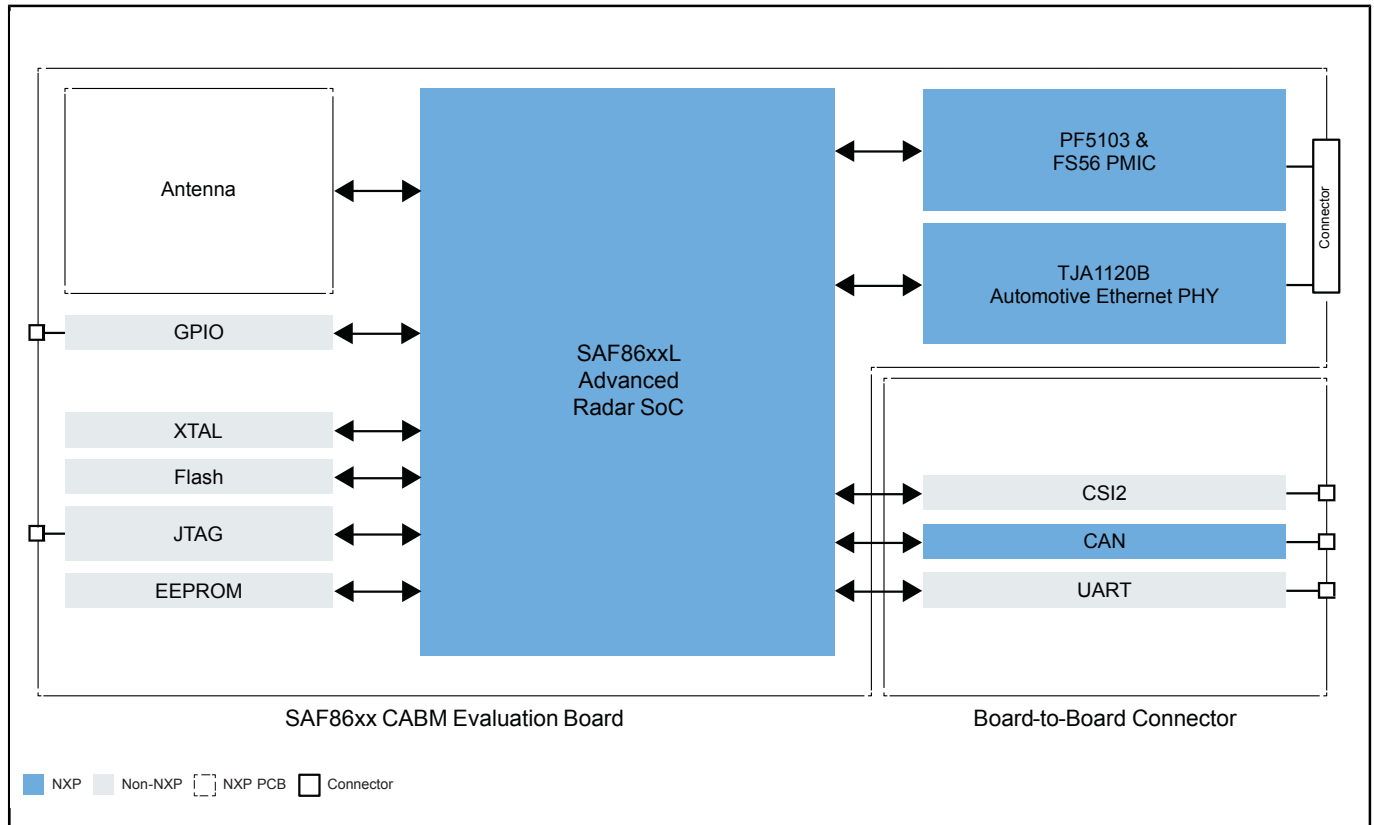 Antenna
GPIO
XTAL
Flash
JTAG
EEPROM
SAF86xxL
Advanced
Radar SoC
PF5103 &
FS56 PMIC
TJA1120B
Automotive Ethernet PHY
Connector
CSI2
CAN
UART
SAF86xx CABM Evaluation Board
Board-to-Board Connector
NXP
Non-NXP
NXP PCB
Connector